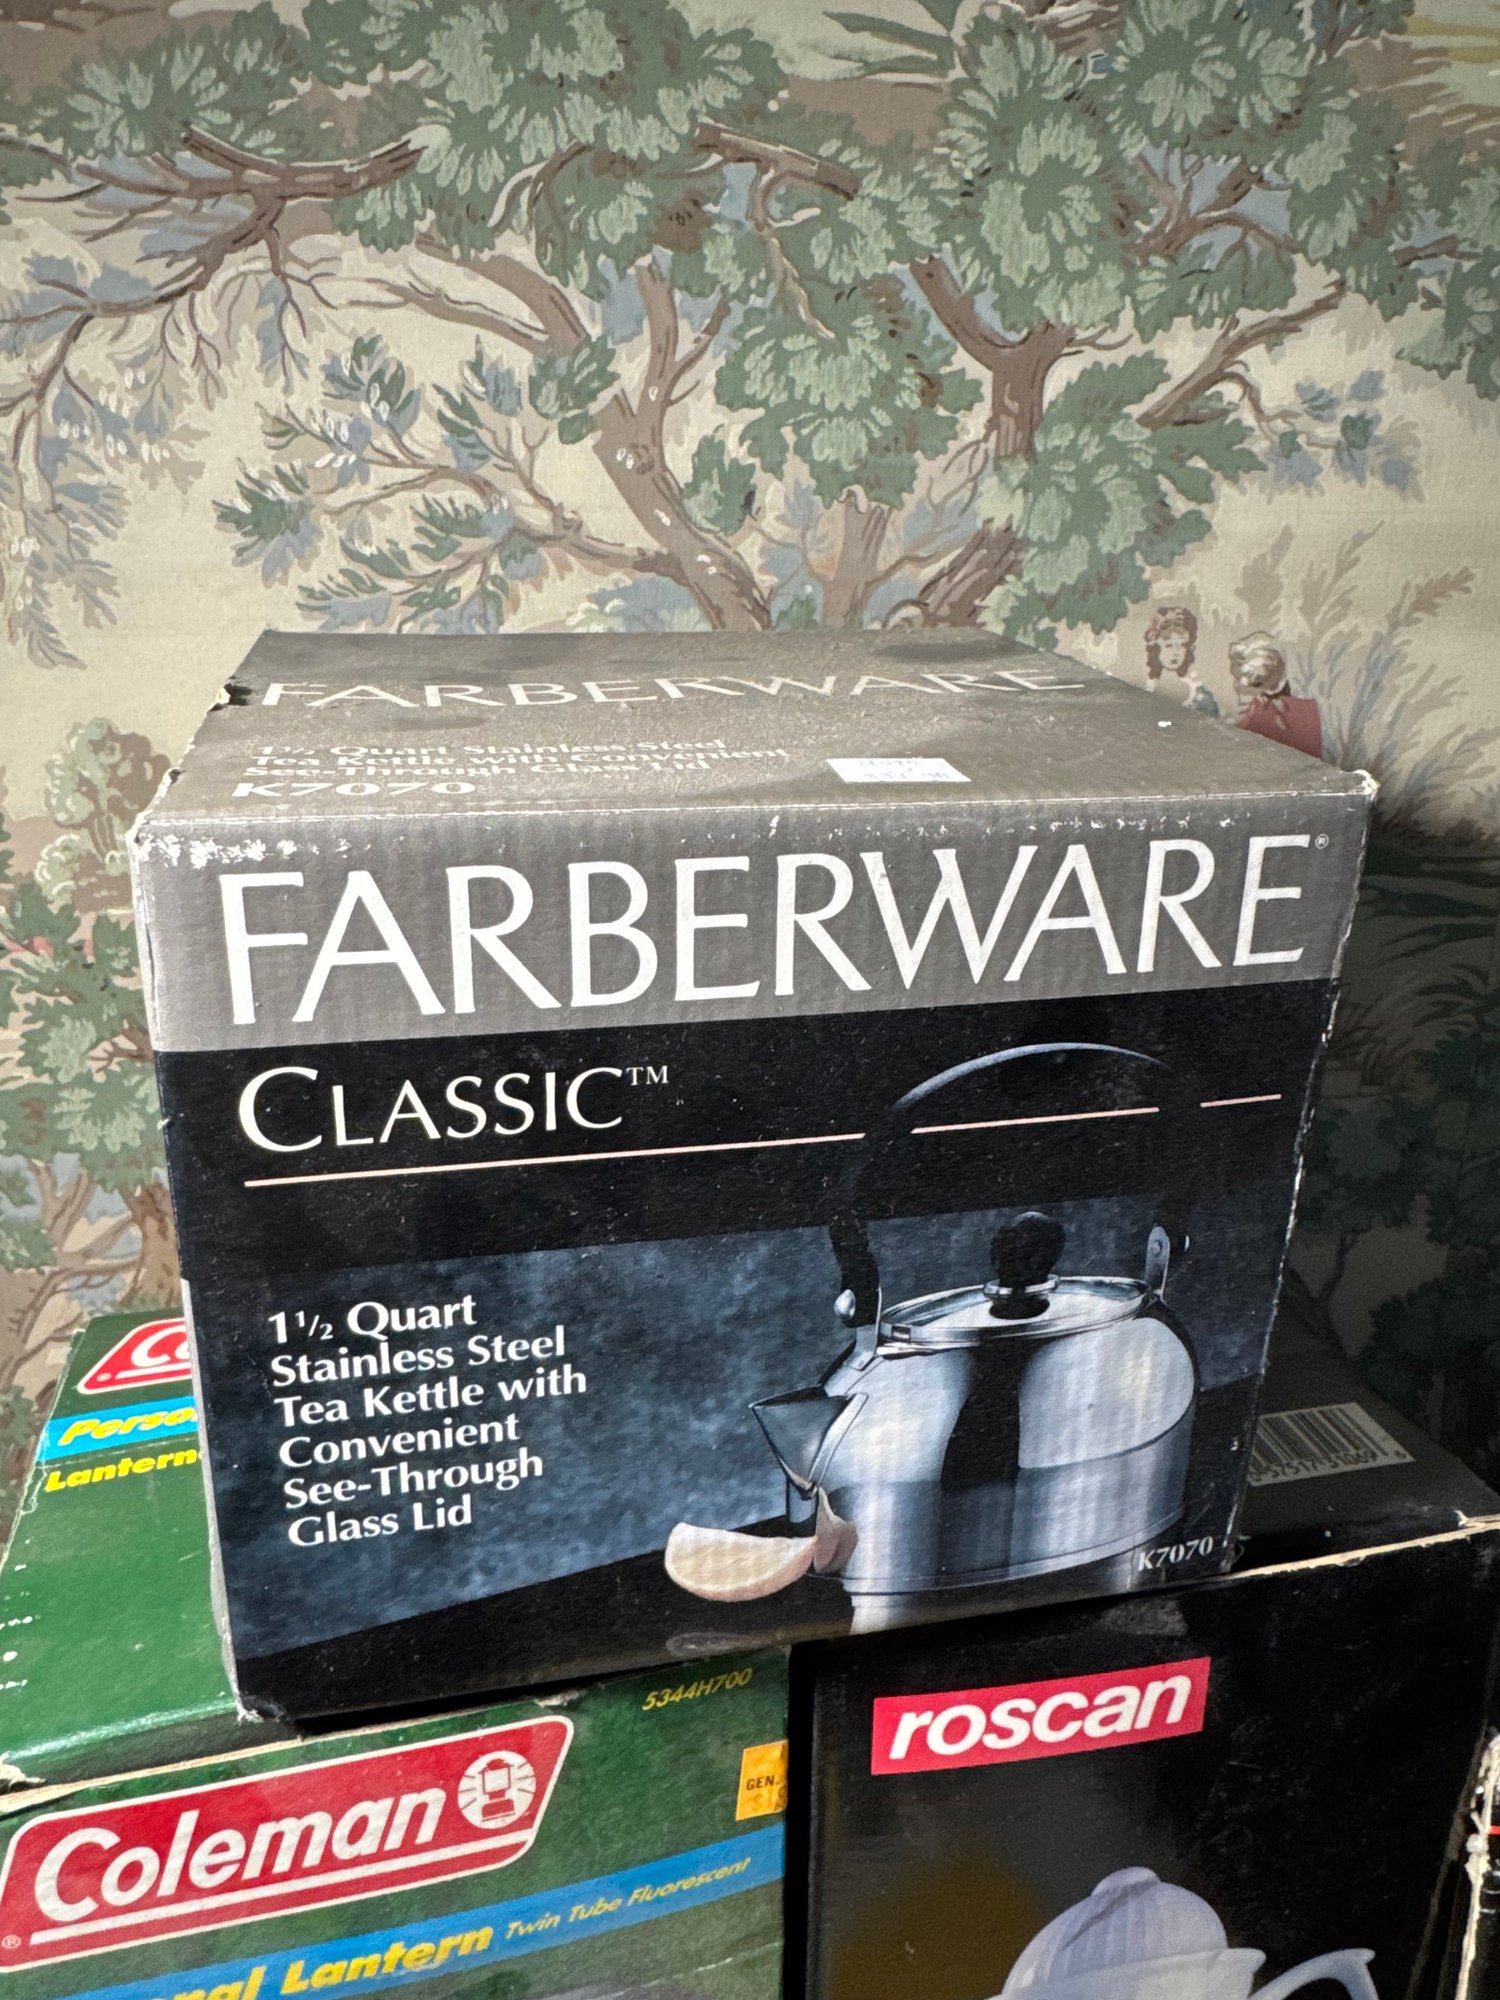 FARBERWARE
1½ Quart Stainless Steel
Tea Kettle with Convenient
See-Through Glass Lid
K7070
FARBERWARE®
CLASSIC™
1½ Quart
Stainless Steel
Tea Kettle with
Convenient
See-Through
Glass Lid
K7070
Lantern
5344H700
Coleman
®
GEN.
Lantern Twin Tube Fluorescent
roscan